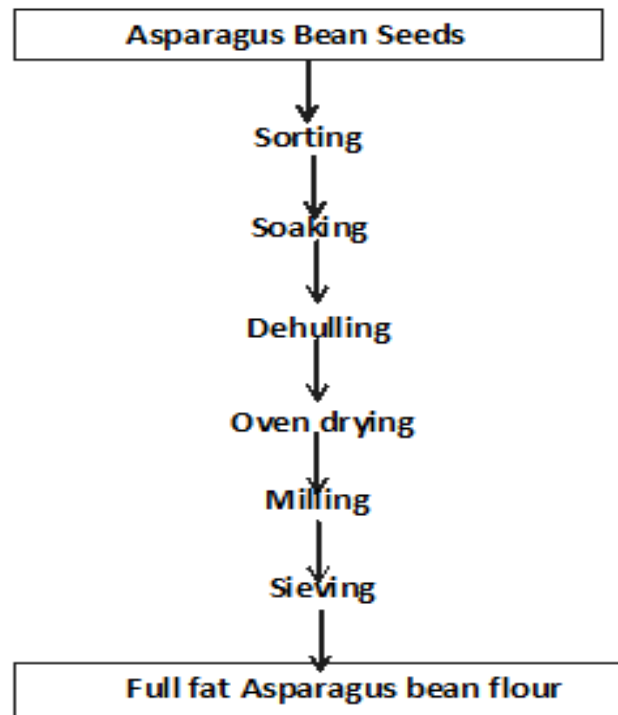 Asparagus Bean Seeds
Sorting
Soaking
Dehulling
Oven drying
Milling
Sieving
Full fat Asparagus bean flour